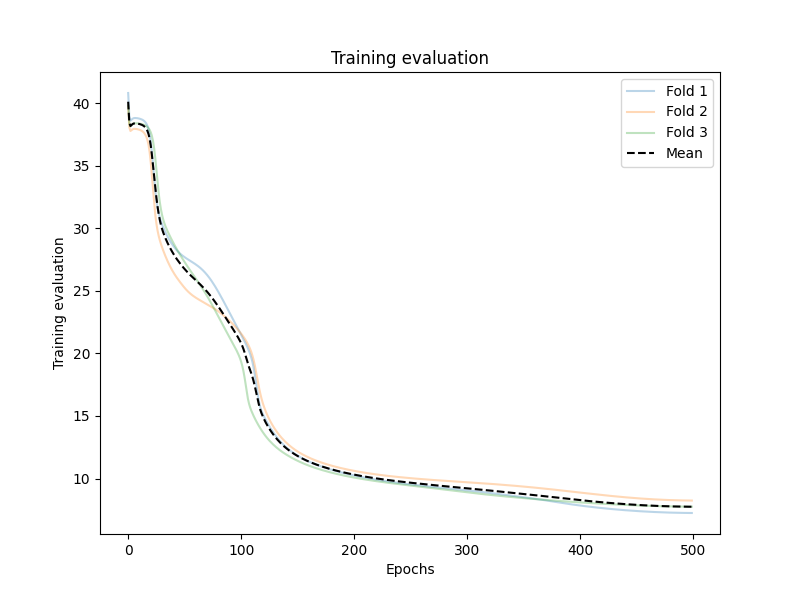 Training evaluation
Fold 1
Fold 2
Fold 3
Mean
Training evaluation
40
35
30
25
20
15
10
0 100 200 300 400 500
Epochs